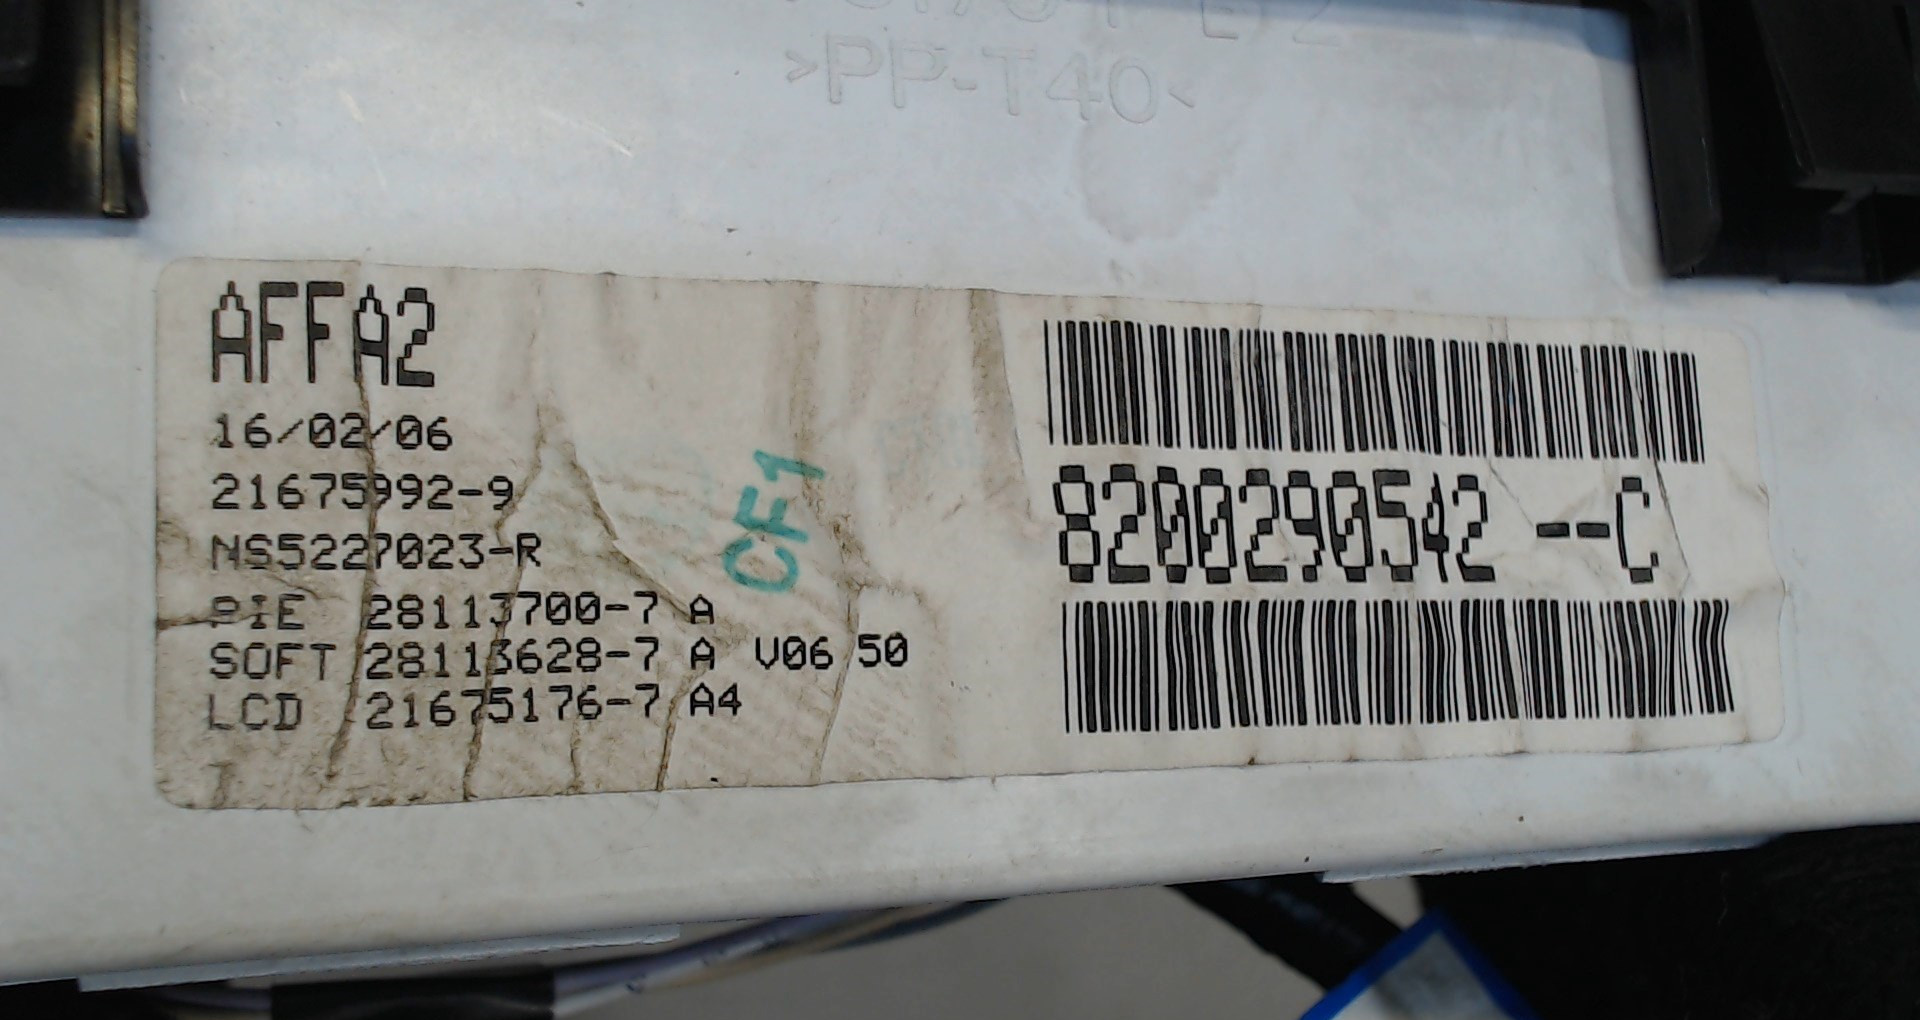 >PP-T40<
AFFA2
16/02/06
21675992-9
NS5227023-R
PIE 28113700-7 A
SOFT 28113628-7 A V06 50
LCD 21675176-7 A4
CF1
8200290542 --C